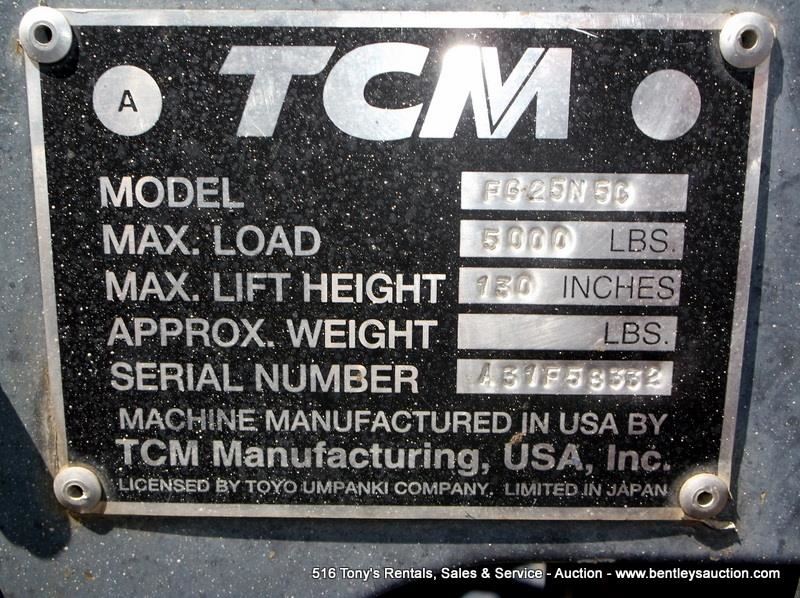 TCM
A
MODEL FG25N5G
MAX. LOAD 5000 LBS.
MAX. LIFT HEIGHT 130 INCHES
APPROX. WEIGHT LBS.
SERIAL NUMBER
MACHINE MANUFACTURED IN USA BY
TCM Manufacturing, USA, Inc.
LICENSED BY TOYO UMPANKI COMPANY, LIMITED IN JAPAN
516 Tony's Rentals, Sales & Service - Auction - www.bentleysauction.com